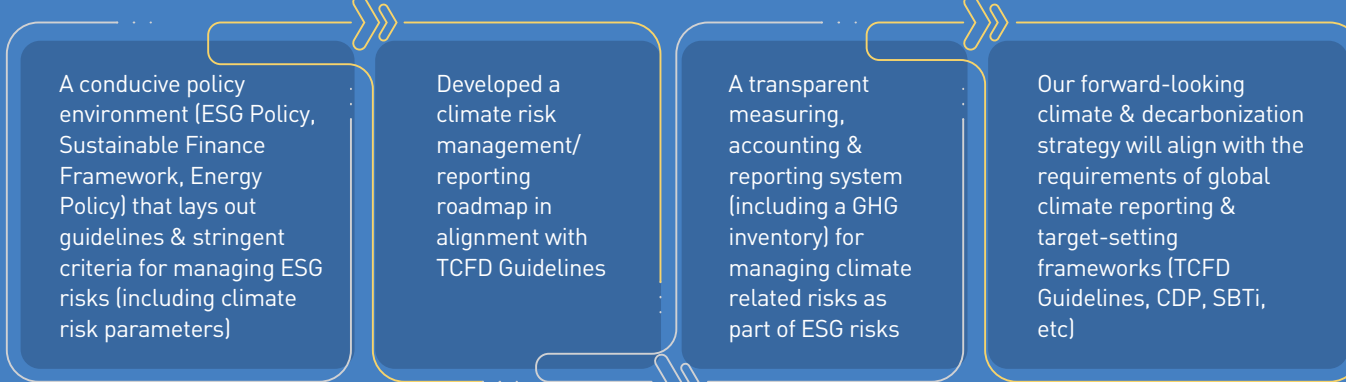 A conducive policy
environment (ESG Policy,
Sustainable Finance
Framework, Energy
Policy) that lays out
guidelines & stringent
criteria for managing ESG
risks (including climate
risk parameters)
Developed a
climate risk
management/
reporting
roadmap in
alignment with
TCFD Guidelines
A transparent
measuring,
accounting &
reporting system
(including a GHG
inventory) for
managing climate
related risks as
part of ESG risks
Our forward-looking
climate & decarbonization
strategy will align with the
requirements of global
climate reporting &
target-setting
frameworks (TCFD
Guidelines, CDP, SBTi,
etc)